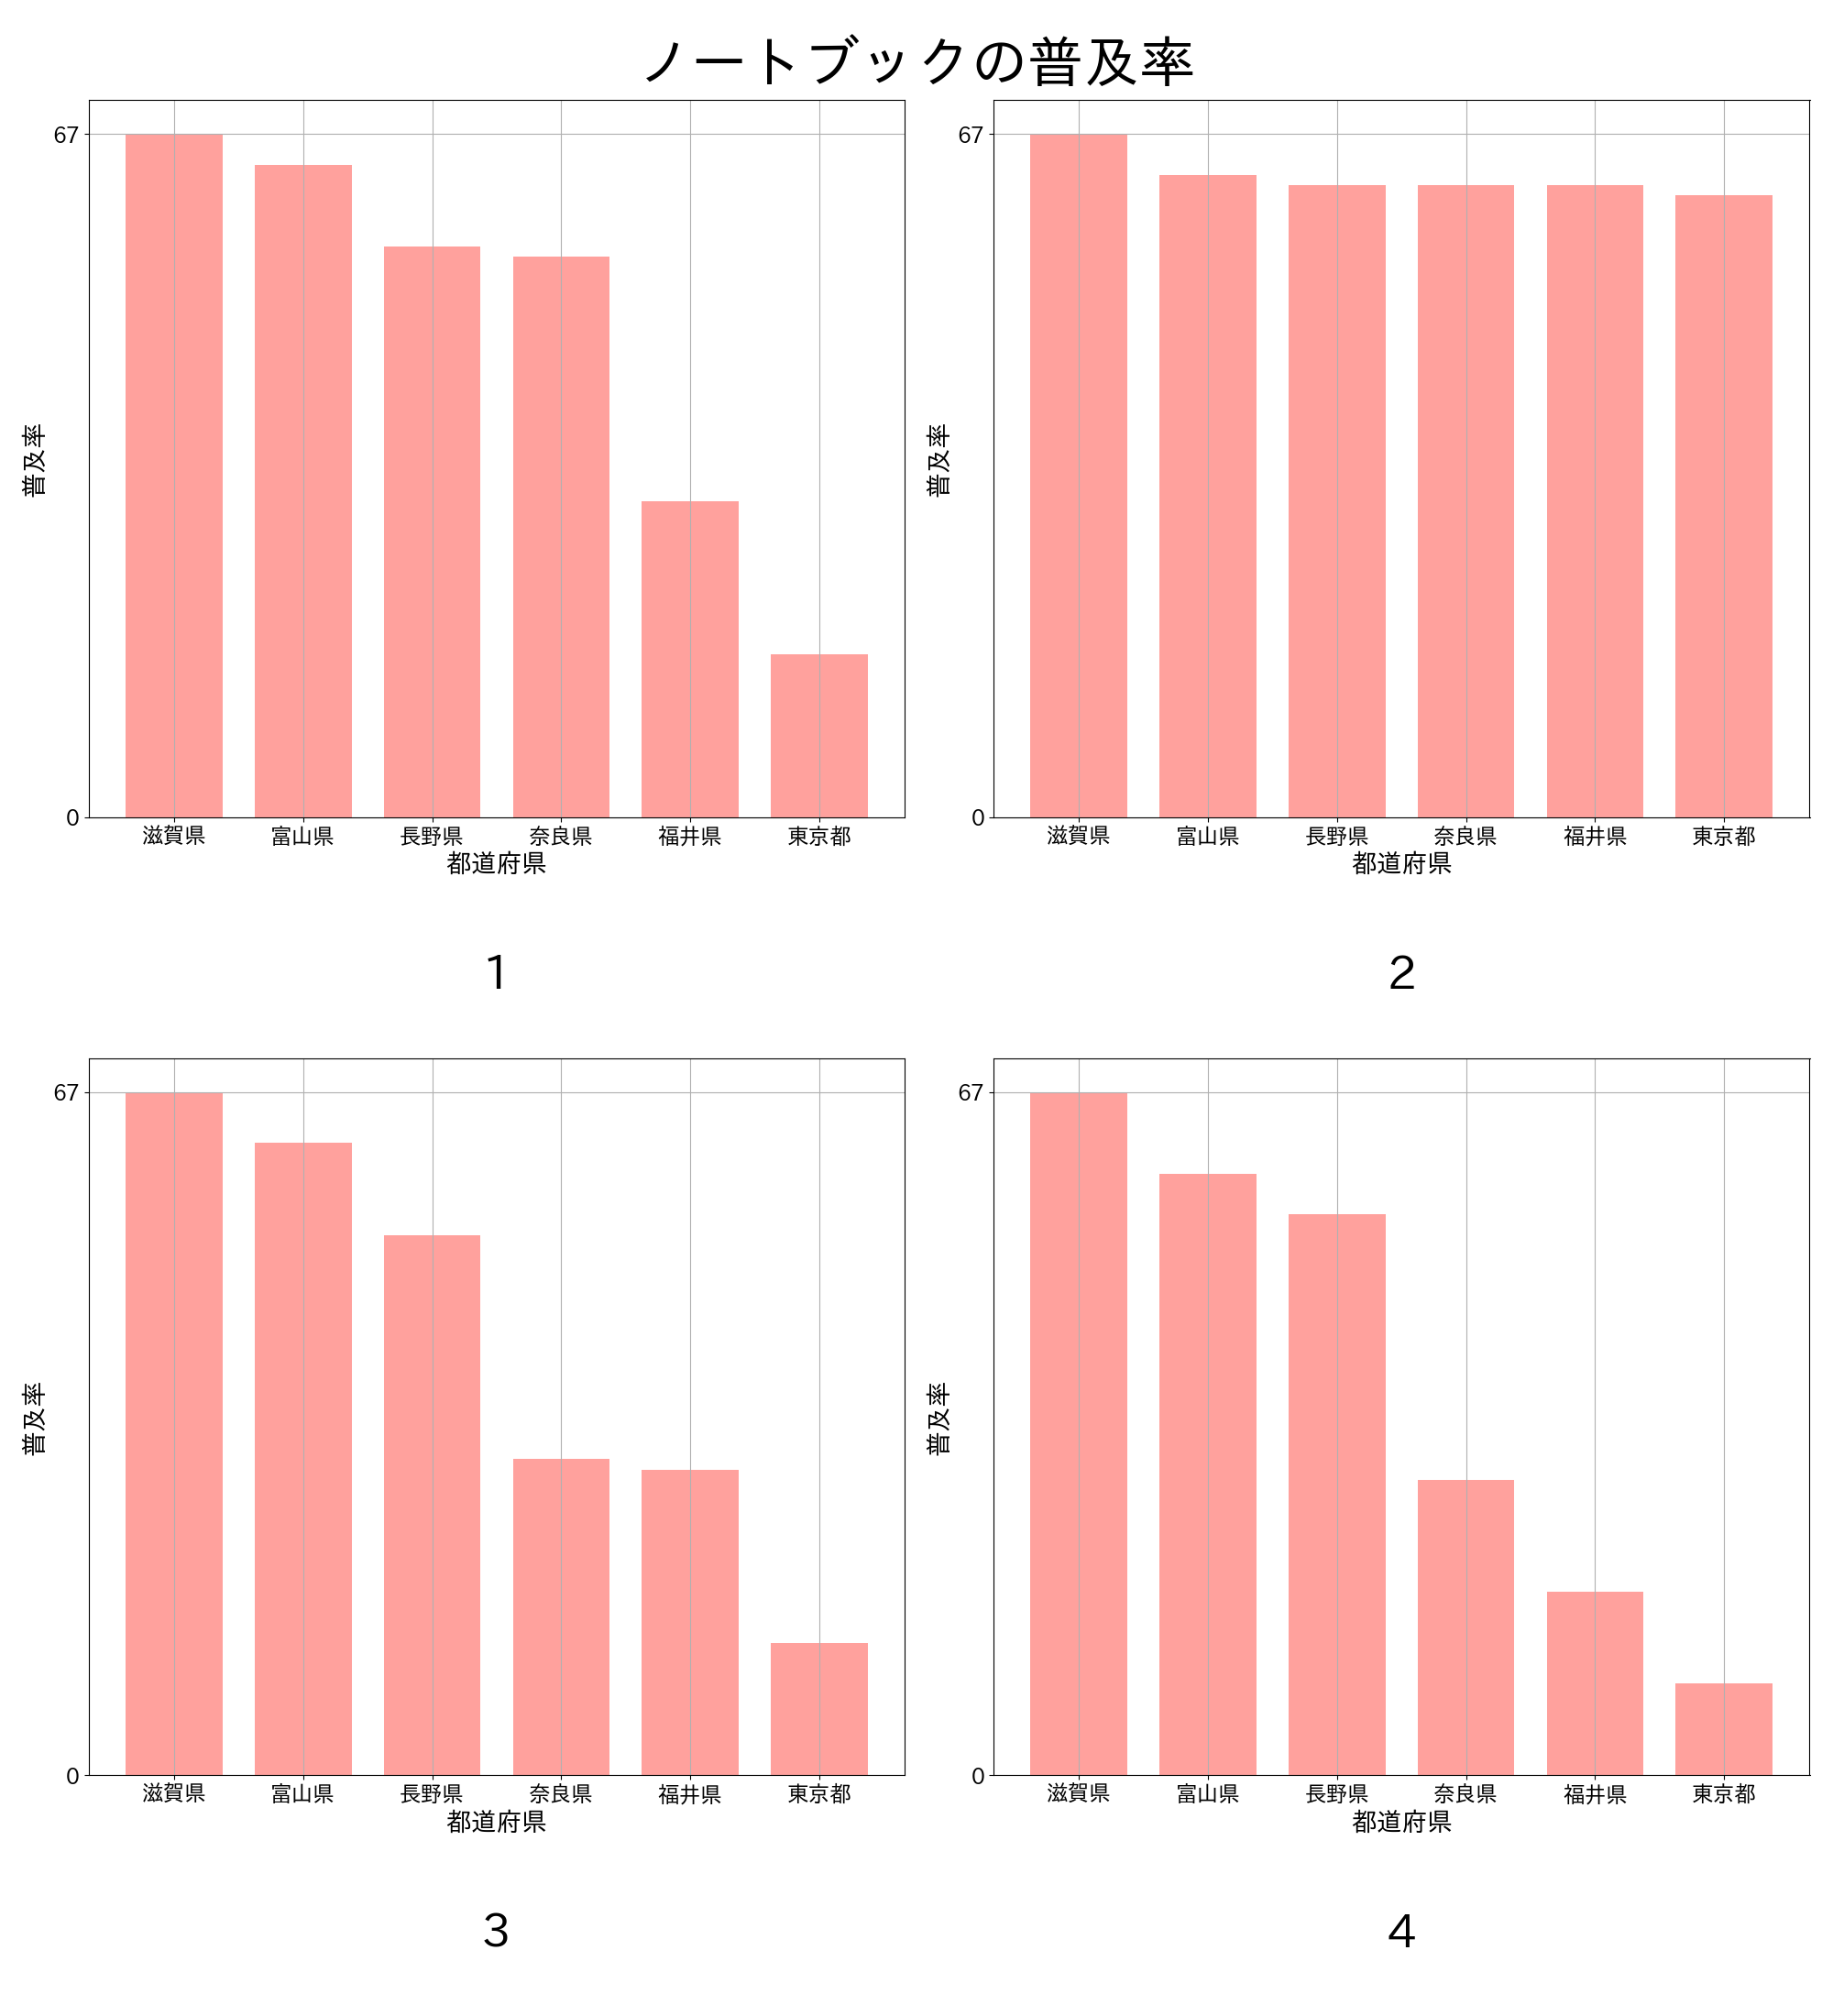 ノートブックの普及率
67
0
普及率
滋賀県 富山県 長野県 奈良県 福井県 東京都
都道府県
1
67
0
普及率
滋賀県 富山県 長野県 奈良県 福井県 東京都
都道府県
2
67
0
普及率
滋賀県 富山県 長野県 奈良県 福井県 東京都
都道府県
3
67
0
普及率
滋賀県 富山県 長野県 奈良県 福井県 東京都
都道府県
4